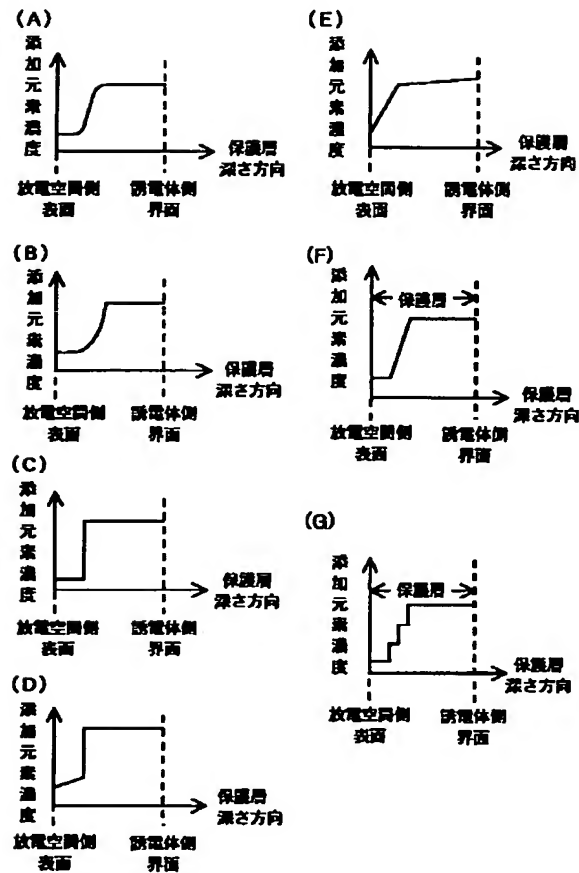 (A)
添加元素濃度
保護層
深さ方向
放電空間側
表面
誘電体側
界面
(B)
添加元素濃度
保護層
深さ方向
放電空間側
表面
誘電体側
界面
(C)
添加元素濃度
保護層
深さ方向
放電空間側
表面
誘電体側
界面
(D)
添加元素濃度
保護層
深さ方向
放電空間側
表面
誘電体側
界面
(E)
添加元素濃度
保護層
深さ方向
放電空間側
表面
誘電体側
界面
(F)
添加元素濃度
保護層
保護層
深さ方向
放電空間側
表面
誘電体側
界面
(G)
添加元素濃度
保護層
保護層
深さ方向
放電空間側
表面
誘電体側
界面